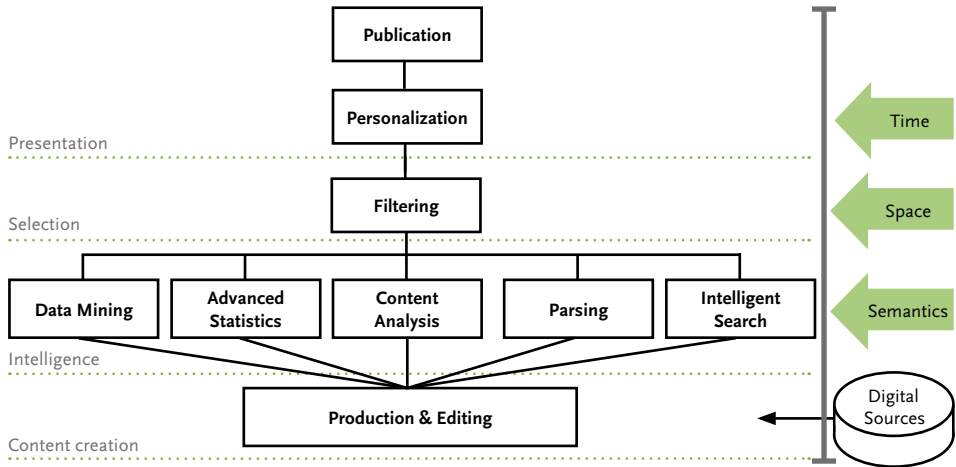 Publication
Personalization
Time
Presentation
Filtering
Space
Selection
Data Mining
Advanced
Statistics
Content
Analysis
Parsing
Intelligent
Search
Semantics
Intelligence
Production & Editing
Digital
Sources
Content creation